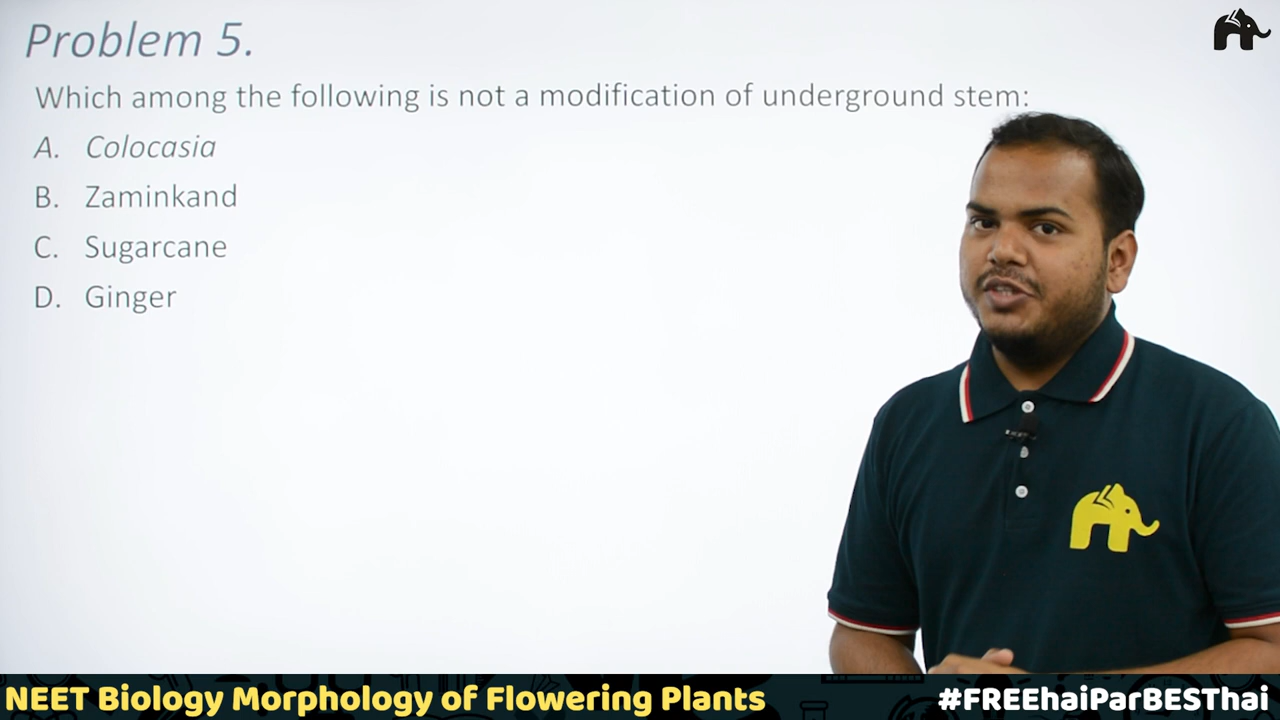 Problem 5.
Which among the following is not a modification of underground stem:
A. Colocasia
B. Zaminkand
C. Sugarcane
D. Ginger
NEET Biology Morphology of Flowering Plants
#FREEhaiParBESThai